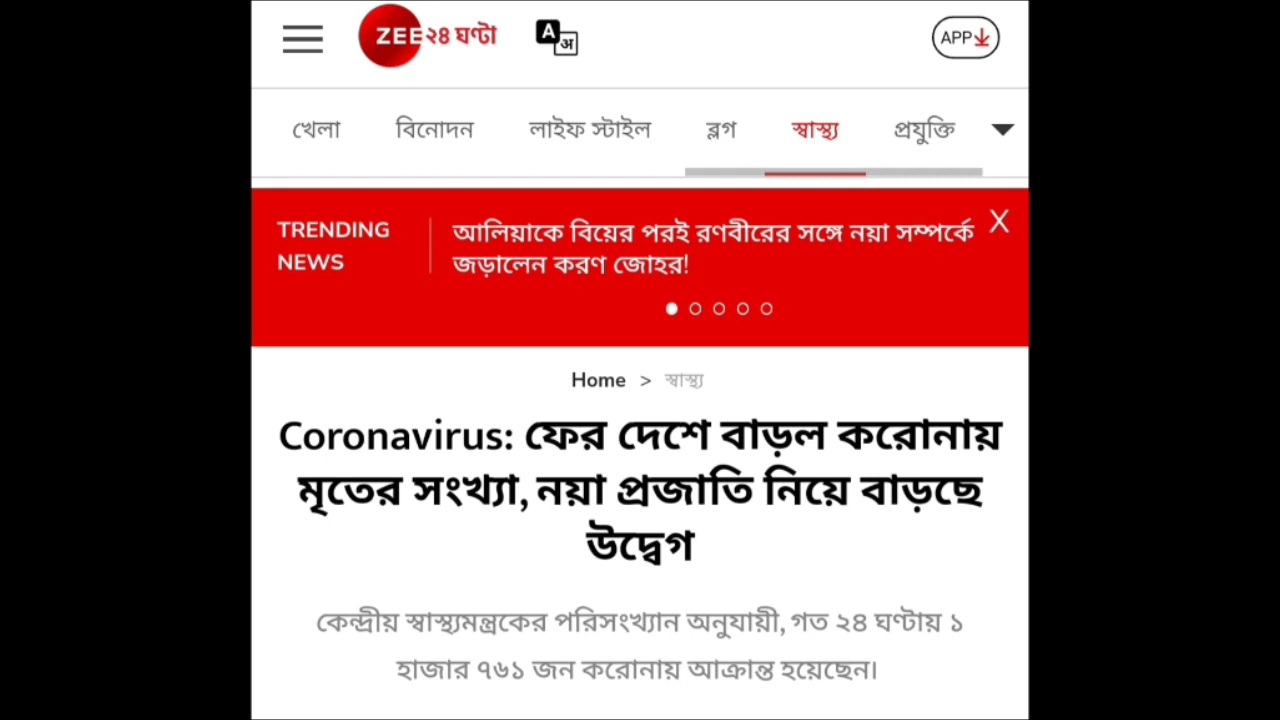 ZEE ২৪ ঘণ্টা
A
अ
APP
খেলা বিনোদন লাইফ স্টাইল ব্লগ স্বাস্থ্য প্রযুক্তি
TRENDING NEWS
আলিয়াকে বিয়ের পরই রণবীরের সঙ্গে নয়া সম্পর্কে
জড়ালেন করণ জোহর!
X
Home > স্বাস্থ্য
Coronavirus: ফের দেশে বাড়ল করোনায়
মৃতের সংখ্যা, নয়া প্রজাতি নিয়ে বাড়ছে
উদ্বেগ
কেন্দ্রীয় স্বাস্থ্যমন্ত্রকের পরিসংখ্যান অনুযায়ী, গত ২৪ ঘণ্টায় ১
হাজার ৭৬১ জন করোনায় আক্রান্ত হয়েছেন।